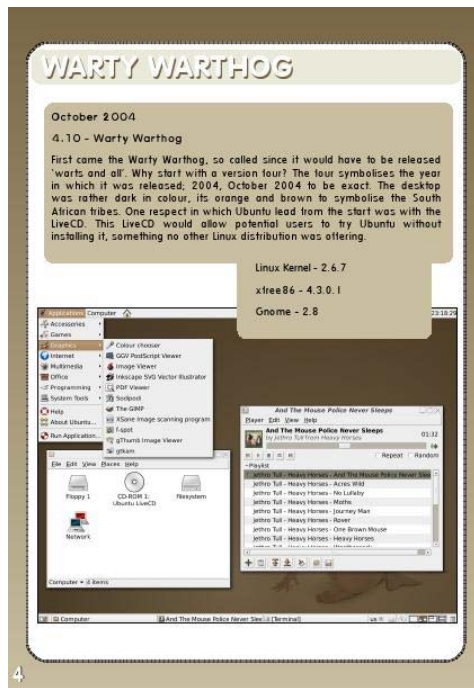 WARTY WARTHOG
October 2004
4.10 - Warty Warthog
First came the Warty Warthog, so called since it would have to be released
'warts and all'. Why start with a version four? The four symbolises the year
in which it was released; 2004, October 2004 to be exact. The desktop
was rather dark in colour, its orange and brown to symbolise the South
African tribes. One respect in which Ubuntu lead from the start was with the
LiveCD. This LiveCD would allow potential users to try Ubuntu without
installing it, something no other Linux distribution was offering.
Linux Kernel - 2.6.7
xfree86 - 4.3.0.1
Gnome - 2.8
Applications Computer
23:18:29
Accessories
Games
Graphics
Internet
Multimedia
Office
Programming
System Tools
Help
About Ubuntu...
Run Application...
Colour chooser
GGV PostScript Viewer
Image Viewer
Inkscape SVG Vector Illustrator
PDF Viewer
Sodipodi
The GIMP
XSane Image scanning program
f-spot
gThumb Image Viewer
gtkam
File Edit View Places Help
Floppy 1
CD-ROM 1:
Ubuntu LiveCD
Filesystem
Network
Computer 4 items
And The Mouse Police Never Sleeps
Player Edit View Help
And The Mouse Police Never Sleeps
by Jethro Tull from Heavy Horses
01:32
Repeat Random
Playlist
Jethro Tull - Heavy Horses - And The Mouse Police Never Slee
Jethro Tull - Heavy Horses - Acres Wild
Jethro Tull - Heavy Horses - No Lullaby
Jethro Tull - Heavy Horses - Moths
Jethro Tull - Heavy Horses - Journey Man
Jethro Tull - Heavy Horses - Rover
Jethro Tull - Heavy Horses - One Brown Mouse
Jethro Tull - Heavy Horses - Heavy Horses
Computer
And The Mouse Police Never Slee
[Terminal]
4